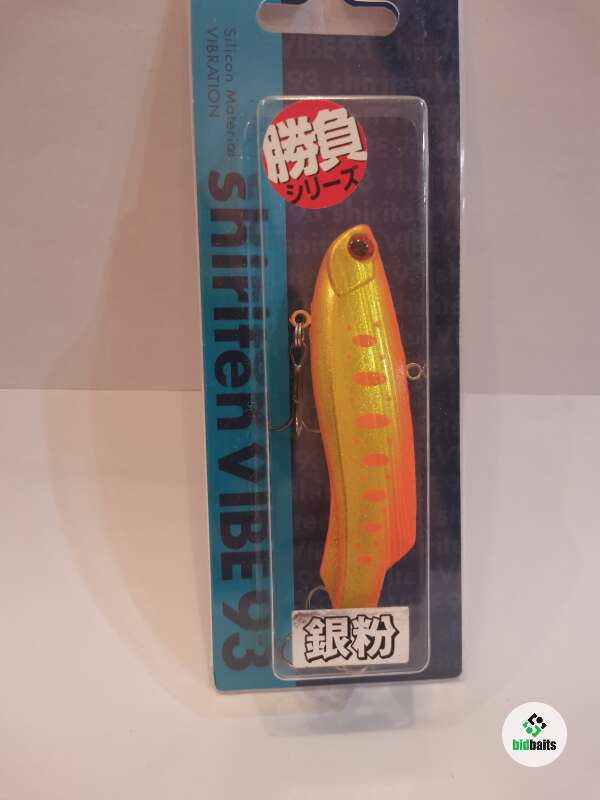 Silicon Material
VIBRATION
shiriten VIBE 93
勝負
シリーズ
銀粉
bidbaits